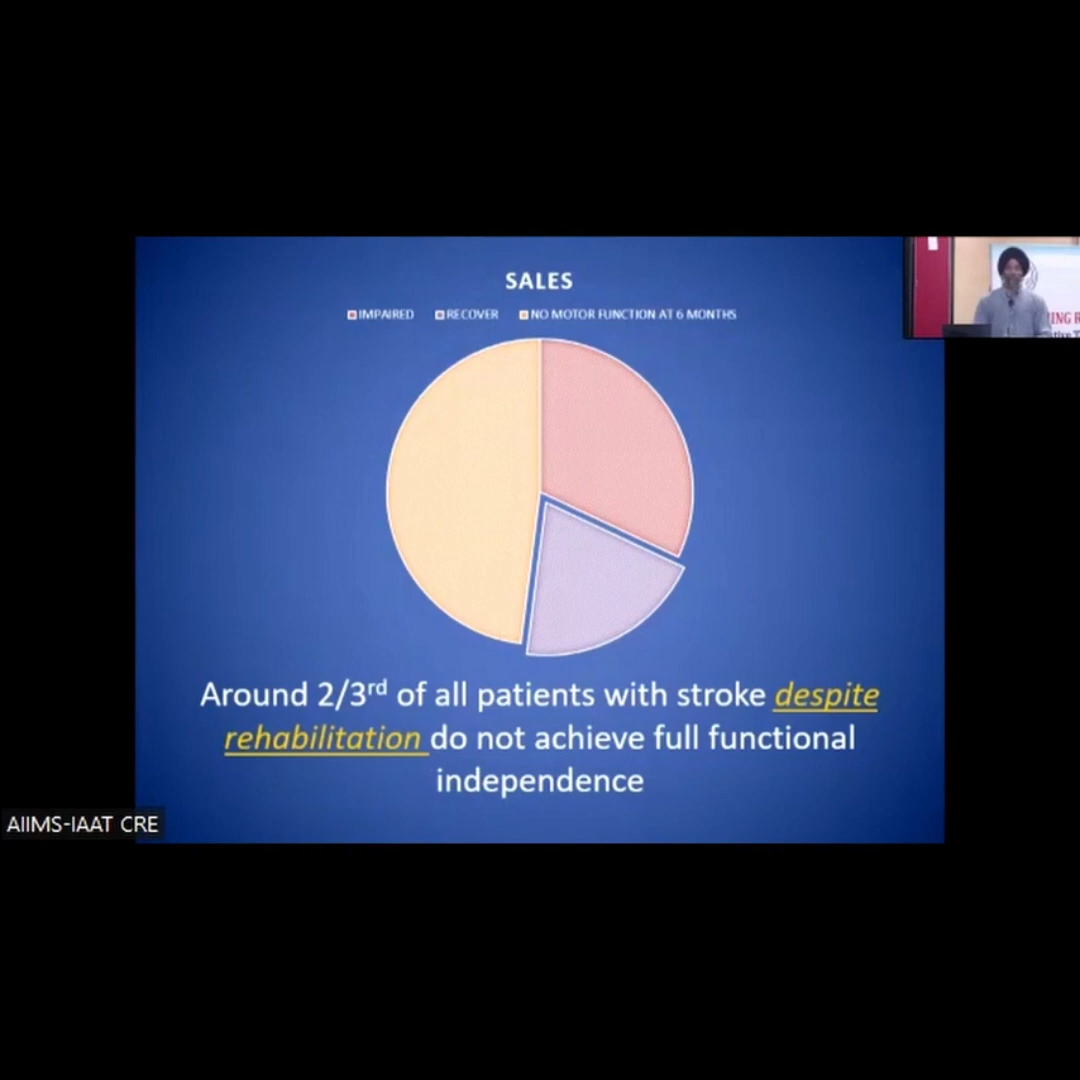 SALES
IMPAIRED RECOVER NO MOTOR FUNCTION AT 6 MONTHS
Around 2/3rd of all patients with stroke despite
rehabilitation do not achieve full functional
independence
AIIMS-IAAT CRE